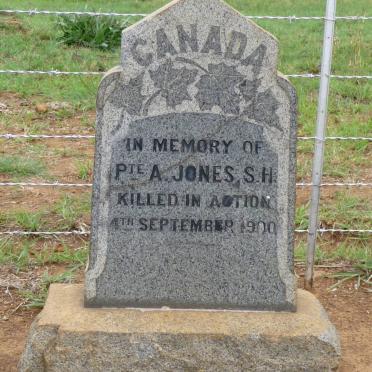 CANADA
IN MEMORY OF
PTE A. JONES, S.H.
KILLED IN ACTION
4TH SEPTEMBER 1900